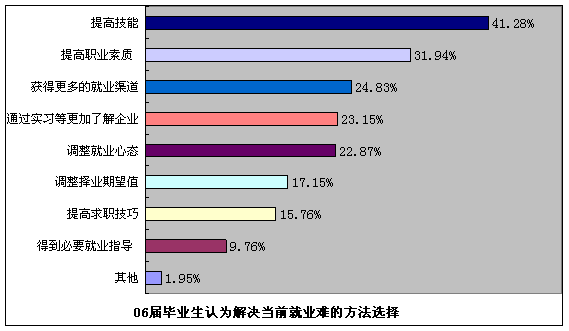 提高技能 41.28%
提高职业素质 31.94%
获得更多的就业渠道 24.83%
通过实习等更加了解企业 23.15%
调整就业心态 22.87%
调整择业期望值 17.15%
提高求职技巧 15.76%
得到必要就业指导 9.76%
其他 1.95%
06届毕业生认为解决当前就业难的方法选择